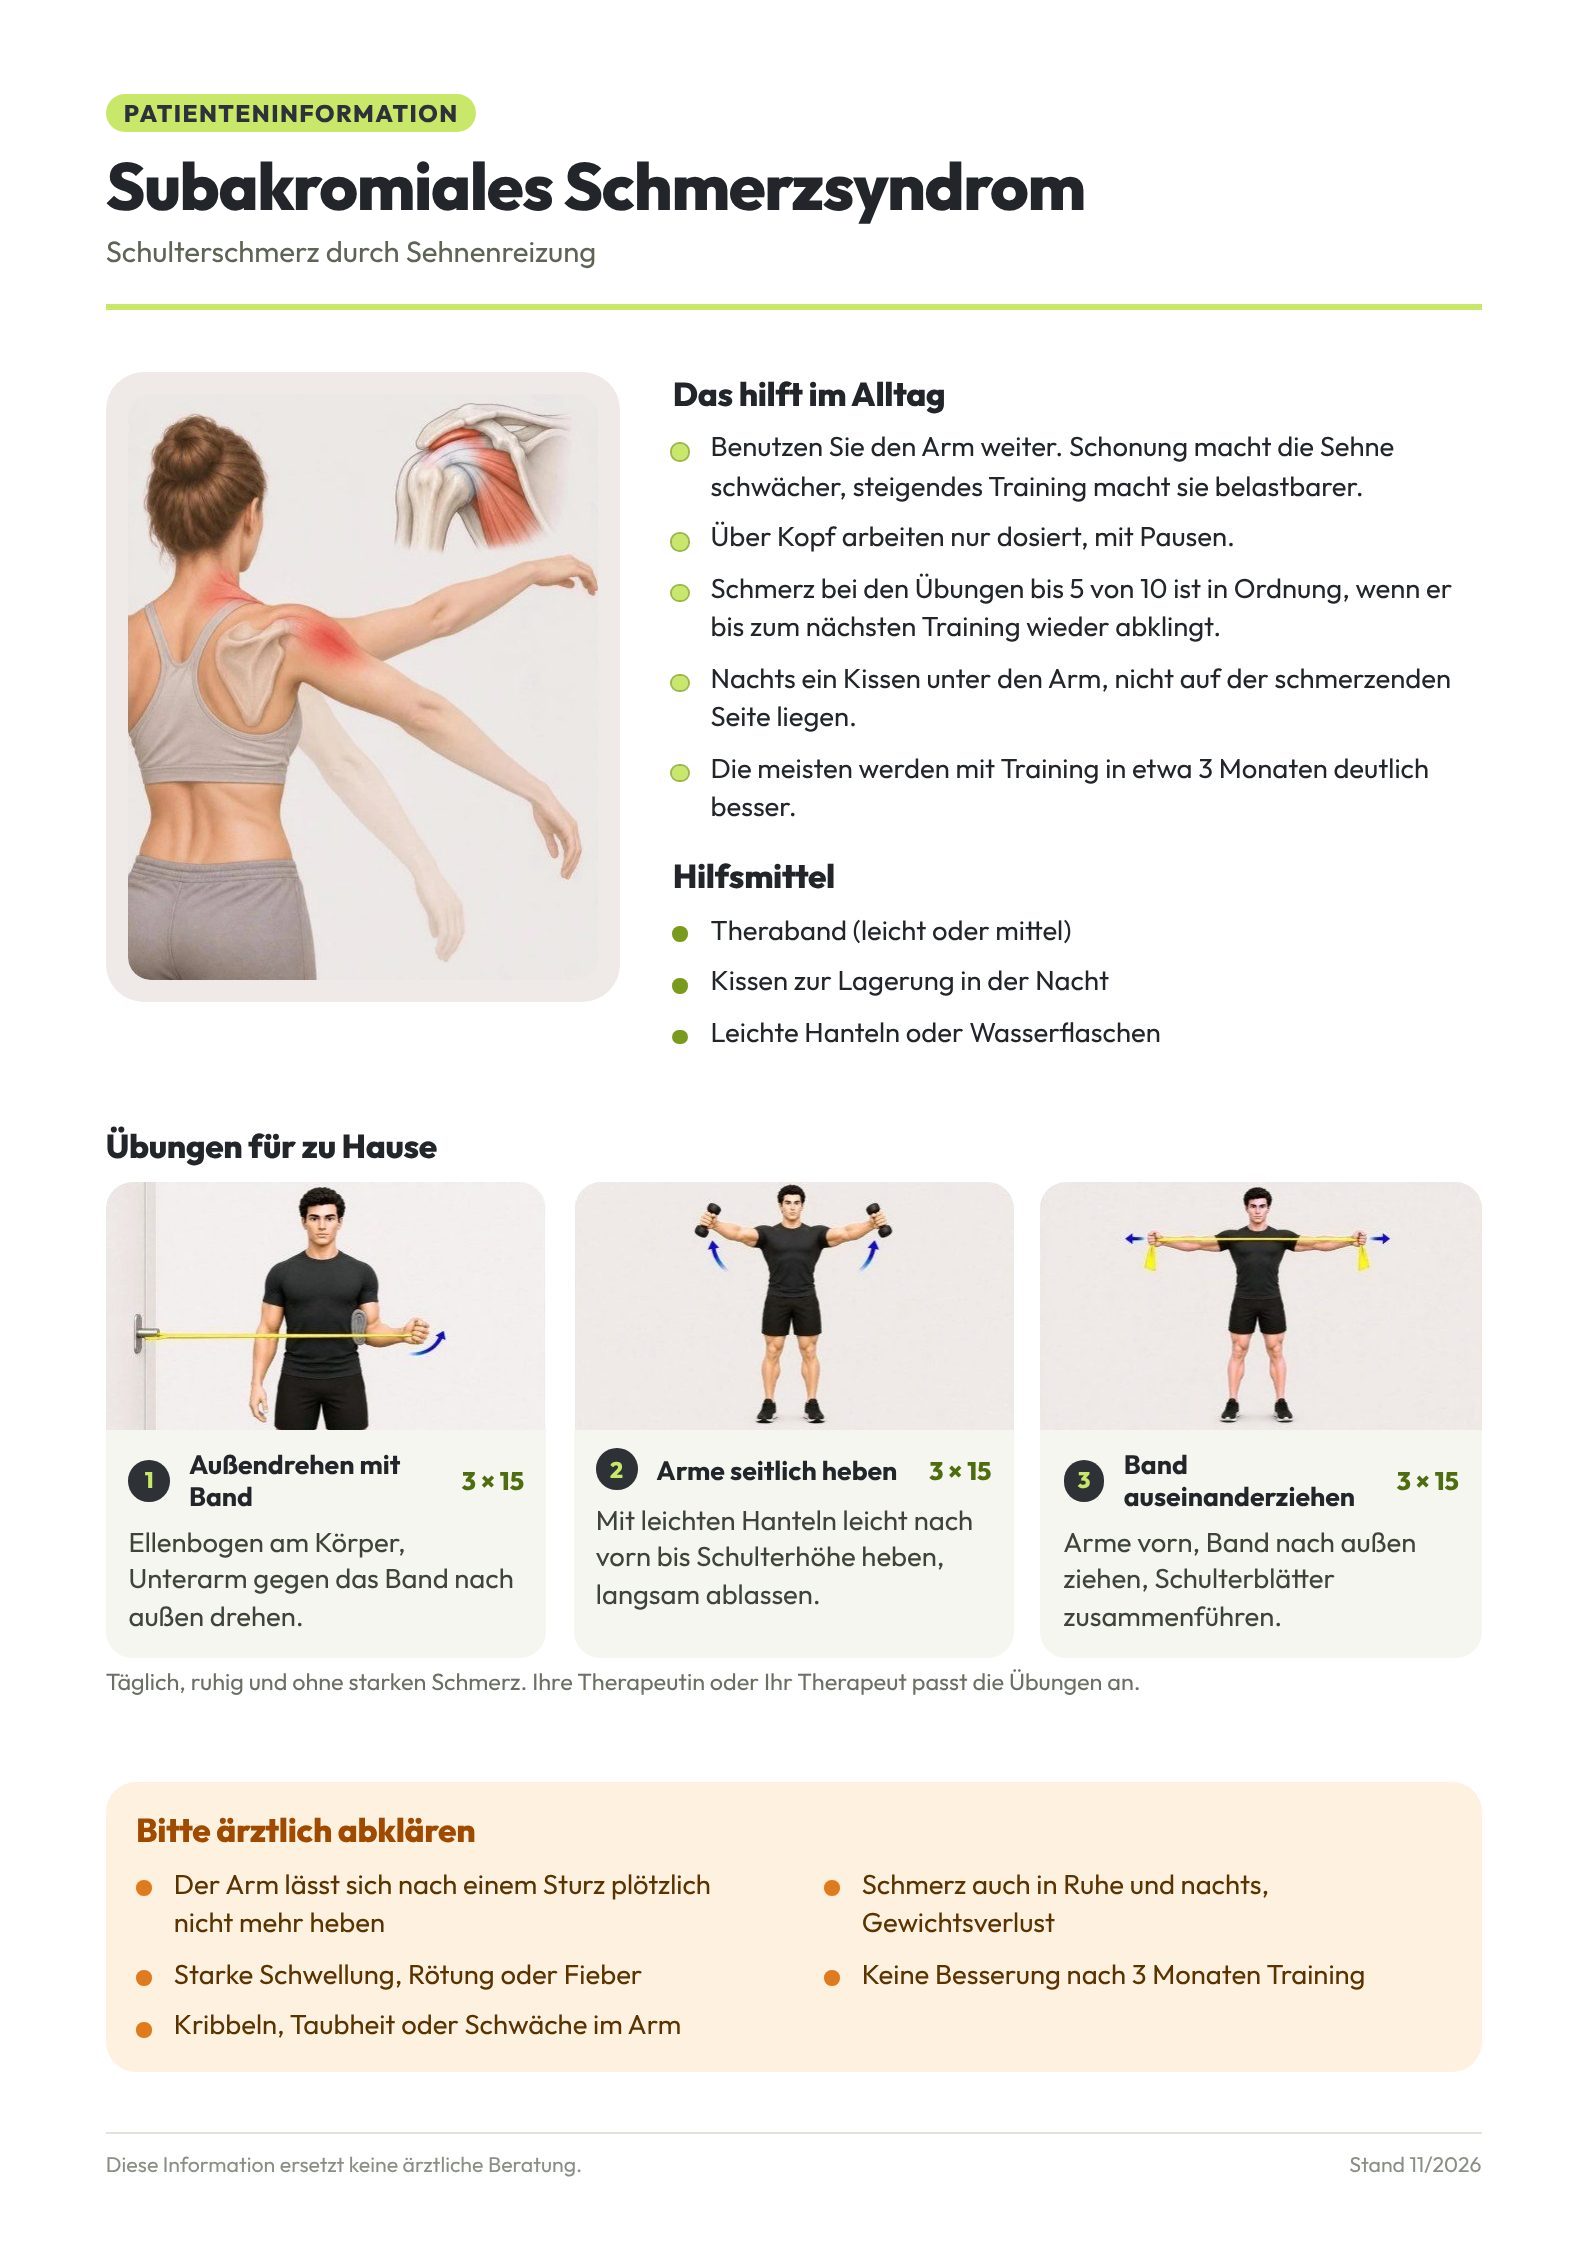 PATIENTENINFORMATION
Subakromiales Schmerzsyndrom
Schulterschmerz durch Sehnenreizung
Das hilft im Alltag
Benutzen Sie den Arm weiter. Schonung macht die Sehne
schwächer, steigendes Training macht sie belastbarer.
Über Kopf arbeiten nur dosiert, mit Pausen.
Schmerz bei den Übungen bis 5 von 10 ist in Ordnung, wenn er
bis zum nächsten Training wieder abklingt.
Nachts ein Kissen unter den Arm, nicht auf der schmerzenden
Seite liegen.
Die meisten werden mit Training in etwa 3 Monaten deutlich
besser.
Hilfsmittel
Theraband (leicht oder mittel)
Kissen zur Lagerung in der Nacht
Leichte Hanteln oder Wasserflaschen
Übungen für zu Hause
1 Außendrehen mit
Band
3 × 15
Ellenbogen am Körper,
Unterarm gegen das Band nach
außen drehen.
2 Arme seitlich heben 3 × 15
Mit leichten Hanteln leicht nach
vorn bis Schulterhöhe heben,
langsam ablassen.
3 Band
auseinanderziehen
3 × 15
Arme vorn, Band nach außen
ziehen, Schulterblätter
zusammenführen.
Täglich, ruhig und ohne starken Schmerz. Ihre Therapeutin oder Ihr Therapeut passt die Übungen an.
Bitte ärztlich abklären
Der Arm lässt sich nach einem Sturz plötzlich
nicht mehr heben
Starke Schwellung, Rötung oder Fieber
Kribbeln, Taubheit oder Schwäche im Arm
Schmerz auch in Ruhe und nachts,
Gewichtsverlust
Keine Besserung nach 3 Monaten Training
Diese Information ersetzt keine ärztliche Beratung.
Stand 11/2026